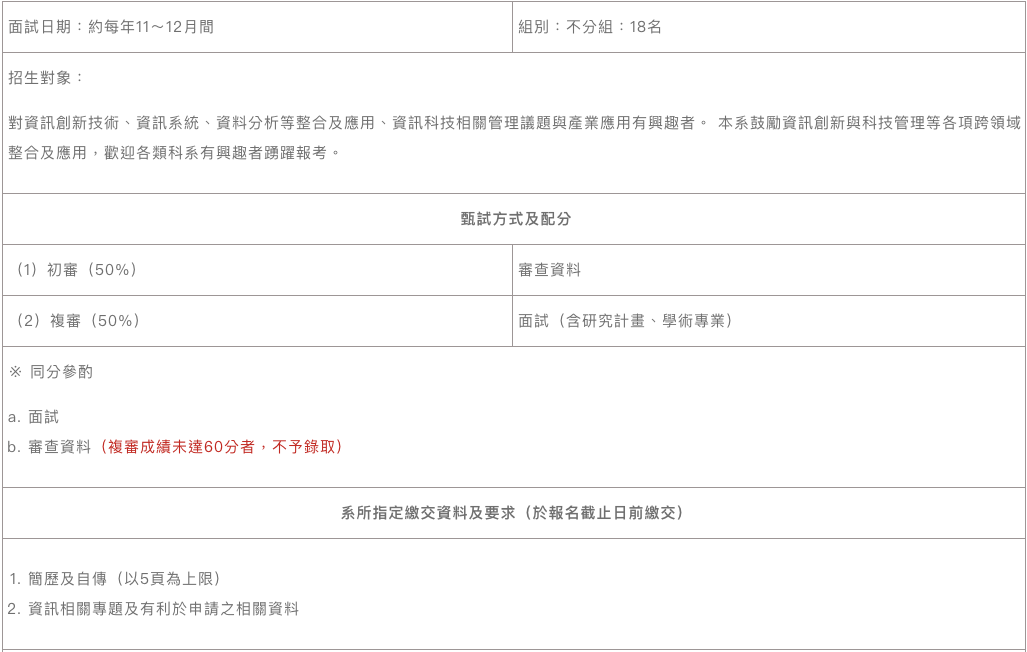 面試日期：約每年11～12月間
組別：不分組：18名
招生對象：
對資訊創新技術、資訊系統、資料分析等整合及應用、資訊科技相關管理議題與產業應用有興趣者。 本系鼓勵資訊創新與科技管理等各項跨領域
整合及應用，歡迎各類科系有興趣者踴躍報考。
甄試方式及配分
（1）初審（50%）
審查資料
（2）複審（50%）
面試（含研究計畫、學術專業）
※ 同分參酌
a. 面試
b. 審查資料（複審成績未達60分者，不予錄取）
系所指定繳交資料及要求（於報名截止日前繳交）
1. 簡歷及自傳（以5頁為上限）
2. 資訊相關專題及有利於申請之相關資料